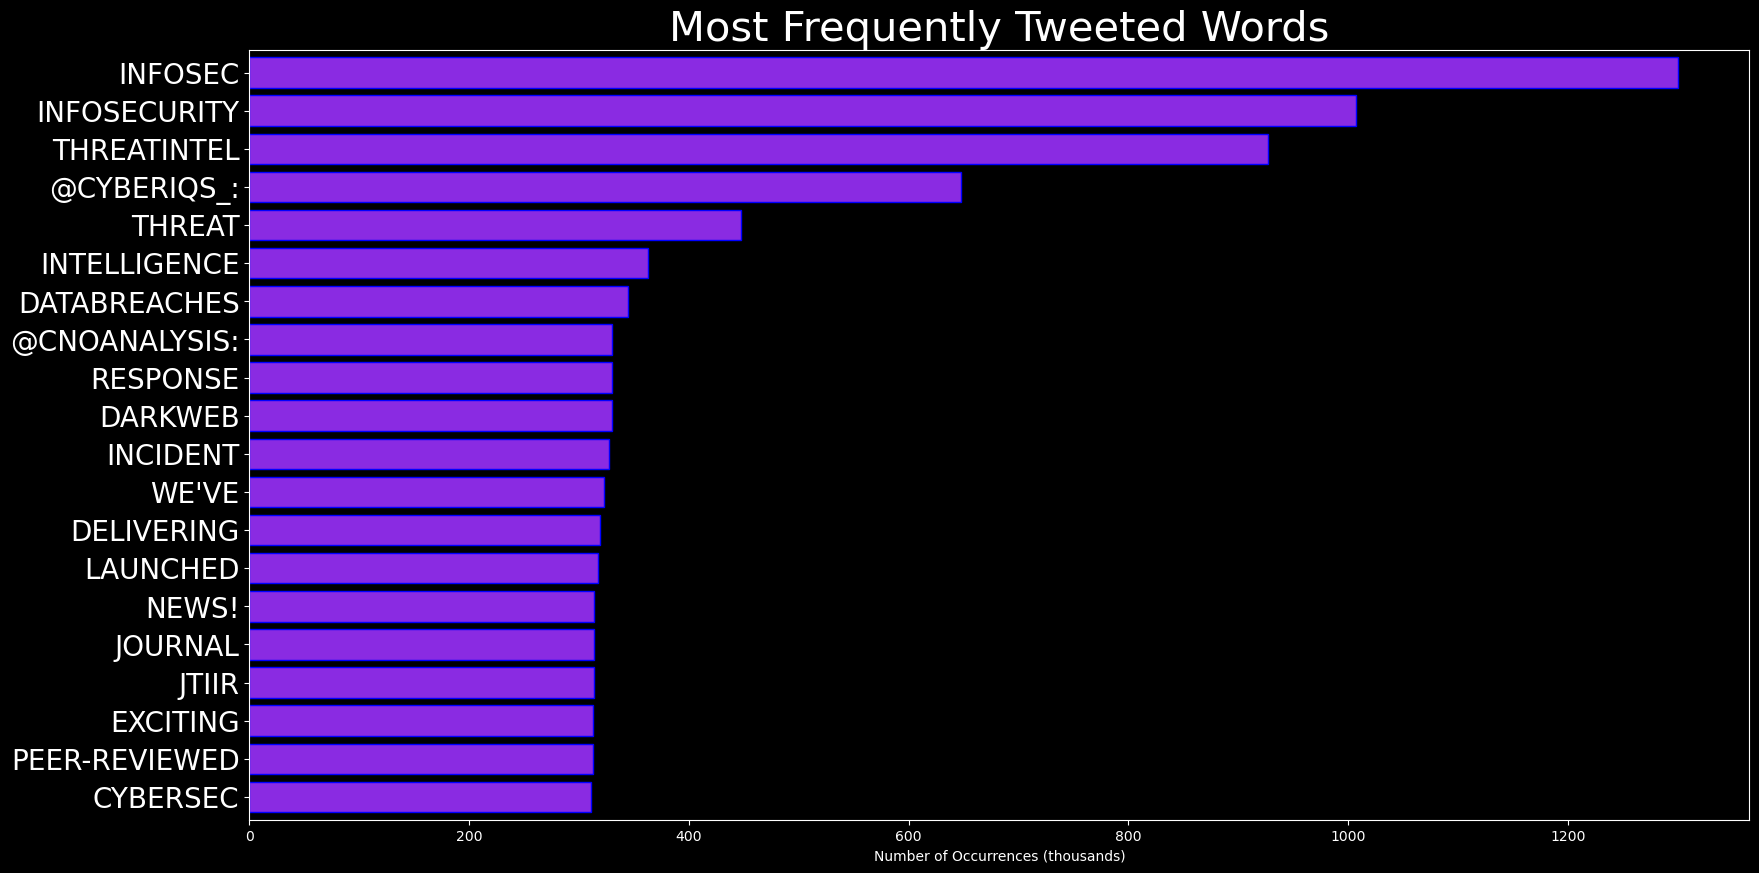 Most Frequently Tweeted Words
INFOSEC
INFOSECURITY
THREATINTEL
@CYBERIQS_:
THREAT
INTELLIGENCE
DATABREACHES
@CNOANALYSIS:
RESPONSE
DARKWEB
INCIDENT
WE'VE
DELIVERING
LAUNCHED
NEWS!
JOURNAL
JTIIR
EXCITING
PEER-REVIEWED
CYBERSEC
0 200 400 600 800 1000 1200
Number of Occurrences (thousands)